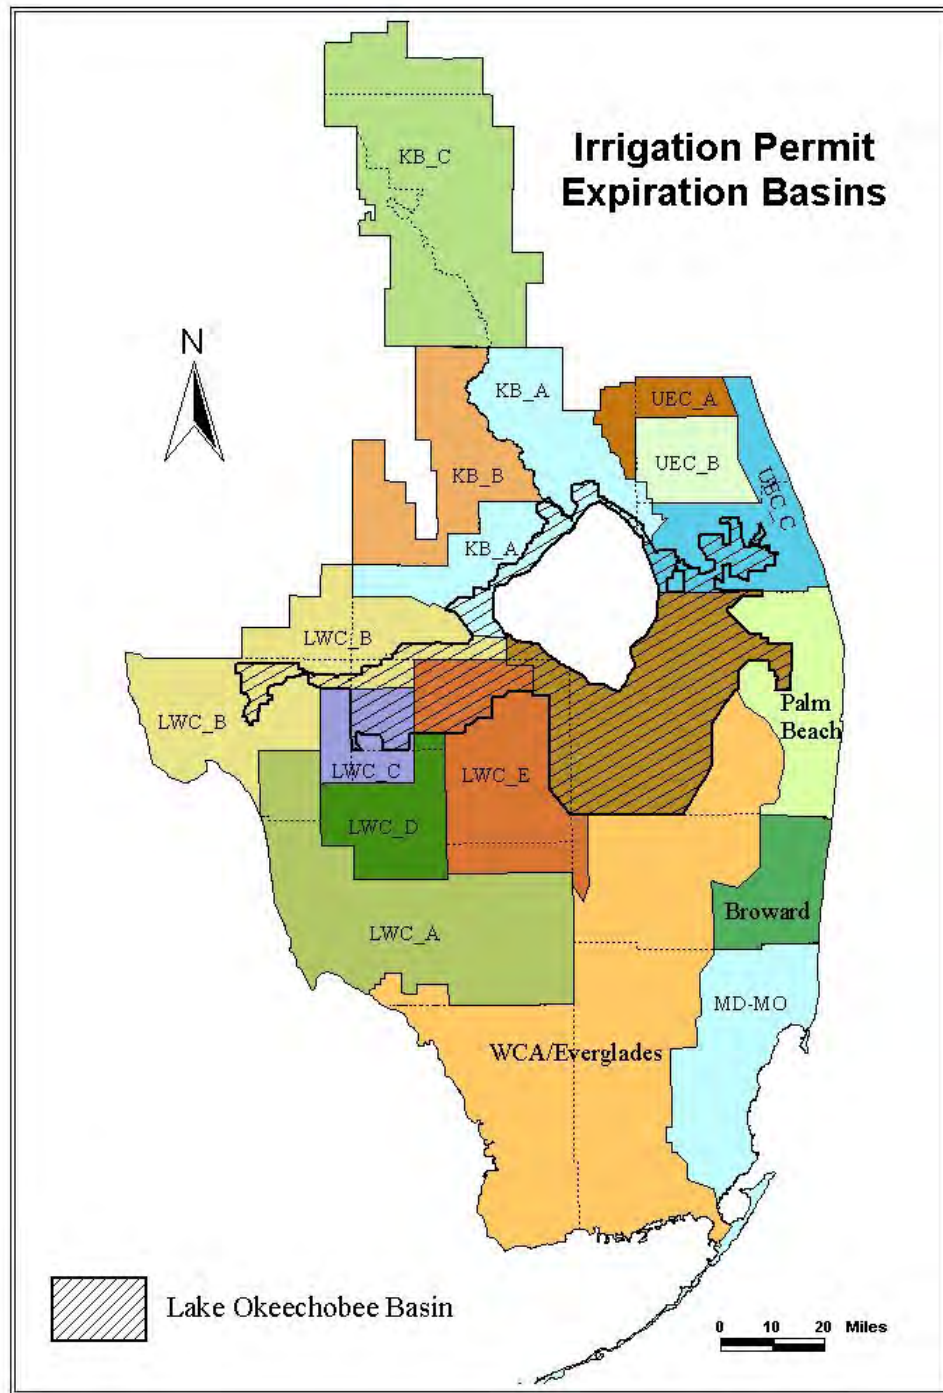 Irrigation Permit
Expiration Basins
KB_C
N
KB_A
UEC_A
KB_B
UEC_B
UEC_C
KB_A
LWC_B
LWC_B
Palm
Beach
LWC_C
LWC_E
LWC_D
Broward
LWC_A
MD-MO
WCA/Everglades
Lake Okeechobee Basin
0 10 20 Miles